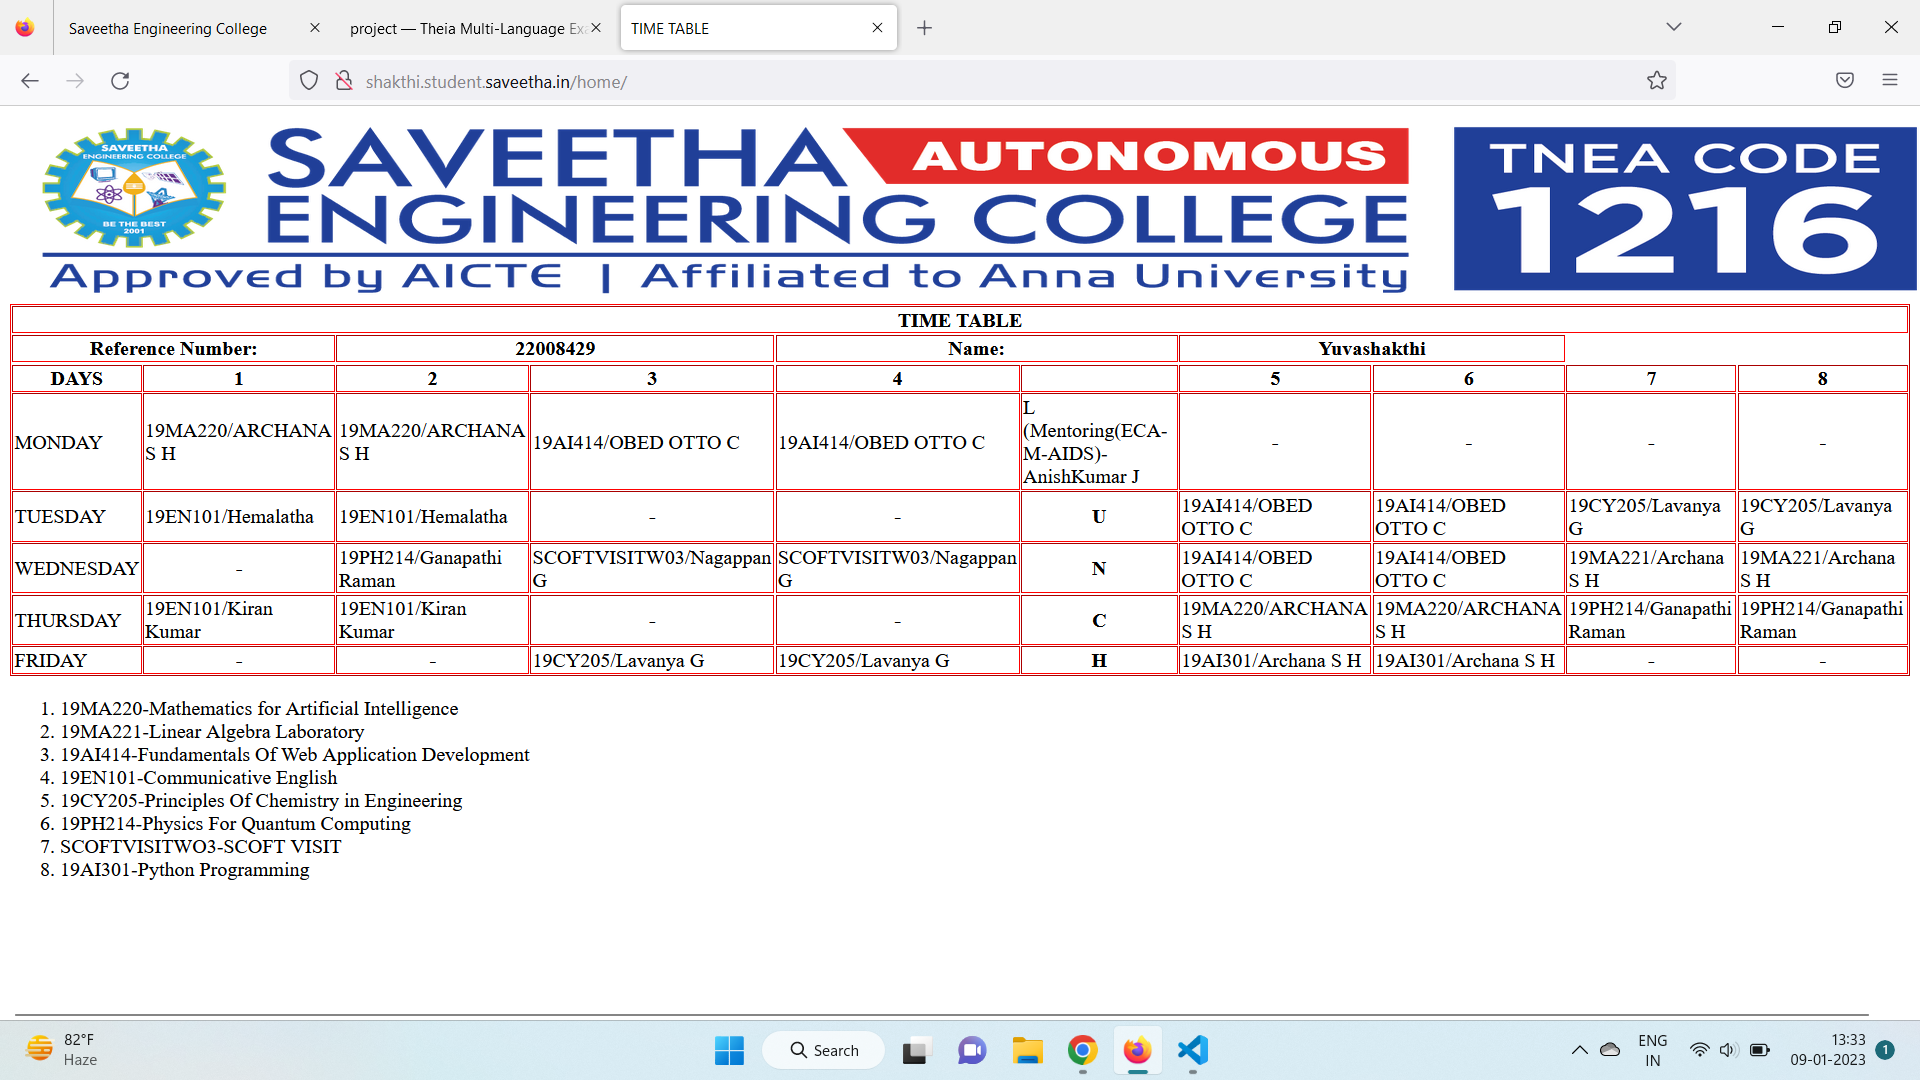 Saveetha Engineering College
project — Theia Multi-Language Ex
TIME TABLE
shakthi.student.saveetha.in/home/
SAVEETHA
ENGINEERING COLLEGE
BE THE BEST
2001
SAVEETHA AUTONOMOUS
ENGINEERING COLLEGE
Approved by AICTE | Affiliated to Anna University
TNEA CODE
1216
TIME TABLE
Reference Number: 22008429 Name: Yuvashakthi
DAYS 1 2 3 4 5 6 7 8
MONDAY 19MA220/ARCHANA S H 19MA220/ARCHANA S H 19AI414/OBED OTTO C 19AI414/OBED OTTO C L (Mentoring(ECA-M-AIDS)-AnishKumar J - - - -
TUESDAY 19EN101/Hemalatha 19EN101/Hemalatha - - U 19AI414/OBED OTTO C 19AI414/OBED OTTO C 19CY205/Lavanya G 19CY205/Lavanya G
WEDNESDAY - 19PH214/Ganapathi Raman SCOFTVISITW03/Nagappan G SCOFTVISITW03/Nagappan G N 19AI414/OBED OTTO C 19AI414/OBED OTTO C 19MA221/Archana S H 19MA221/Archana S H
THURSDAY 19EN101/Kiran Kumar 19EN101/Kiran Kumar - - C 19MA220/ARCHANA S H 19MA220/ARCHANA S H 19PH214/Ganapathi Raman 19PH214/Ganapathi Raman
FRIDAY - - 19CY205/Lavanya G 19CY205/Lavanya G H 19AI301/Archana S H 19AI301/Archana S H - -
1. 19MA220-Mathematics for Artificial Intelligence
2. 19MA221-Linear Algebra Laboratory
3. 19AI414-Fundamentals Of Web Application Development
4. 19EN101-Communicative English
5. 19CY205-Principles Of Chemistry in Engineering
6. 19PH214-Physics For Quantum Computing
7. SCOFTVISITWO3-SCOFT VISIT
8. 19AI301-Python Programming
82°F
Haze
Search
ENG
IN
13:33
09-01-2023
1